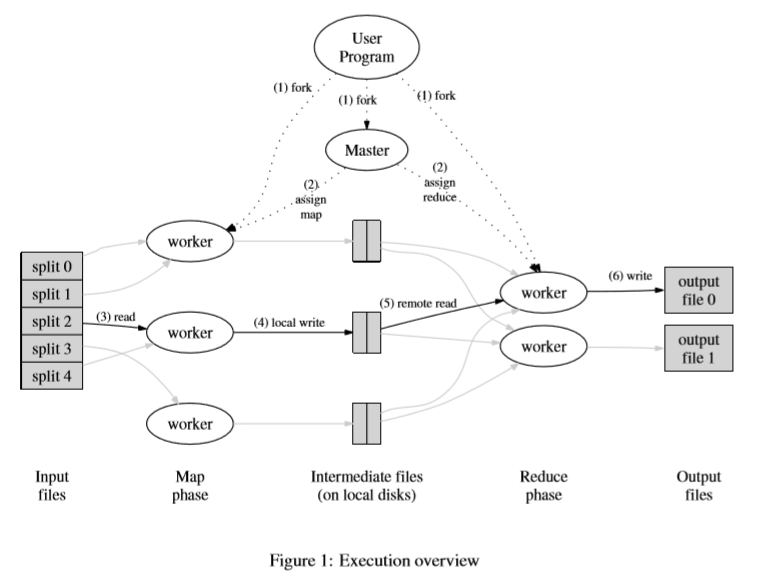 User
Program
(1) fork
(1) fork
(1) fork
Master
(2)
assign
map
(2)
assign
reduce
worker
split 0
split 1
split 2
split 3
split 4
(3) read
worker
(4) local write
(5) remote read
worker
worker
(6) write
output
file 0
worker
output
file 1
Input
files
Map
phase
Intermediate files
(on local disks)
Reduce
phase
Output
files
Figure 1: Execution overview